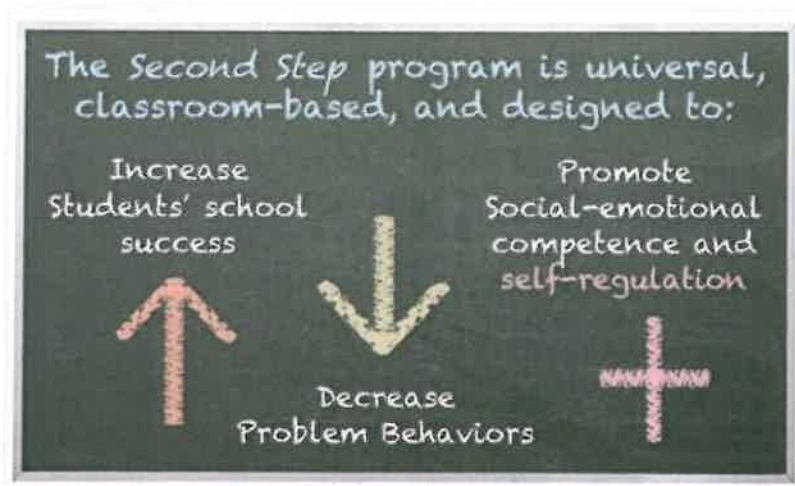 The Second Step program is universal,
classroom-based, and designed to:
Increase
Students' school
success
Decrease
Problem Behaviors
Promote
Social-emotional
competence and
self-regulation